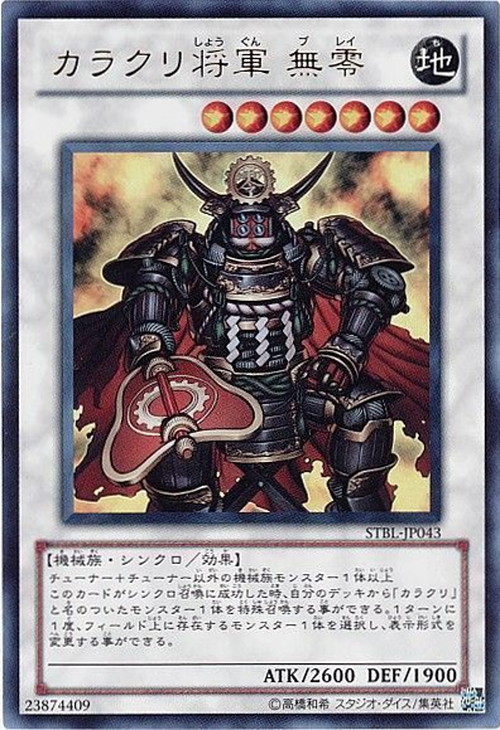 カラクリ将軍 無零
しょう ぐん ブ レイ
地
STBL-JP043
【機械族・シンクロ／効果】
チューナー＋チューナー以外の機械族モンスター１体以上
このカードがシンクロ召喚に成功した時、自分のデッキから「カラクリ」
と名のついたモンスター１体を特殊召喚する事ができる。１ターンに
１度、フィールド上に存在するモンスター１体を選択し、表示形式を
変更する事ができる。
ATK/2600 DEF/1900
23874409
©高橋和希 スタジオ・ダイス/集英社